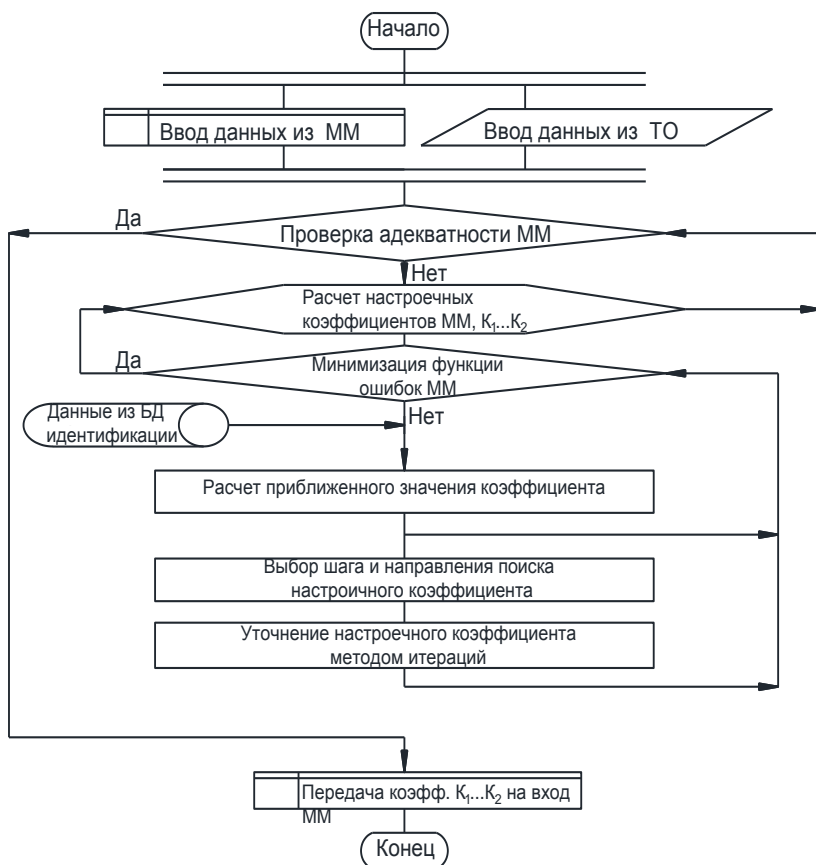 Начало
Ввод данных из ММ
Ввод данных из ТО
Да
Проверка адекватности ММ
Нет
Расчет настроечных
коэффициентов ММ, К₁...К₂
Да
Минимизация функции
ошибок ММ
Нет
Данные из БД
идентификации
Расчет приближенного значения коэффициента
Выбор шага и направления поиска
настроичного коэффициента
Уточнение настроечного коэффициента
методом итераций
Передача коэфф. К₁...К₂ на вход
ММ
Конец